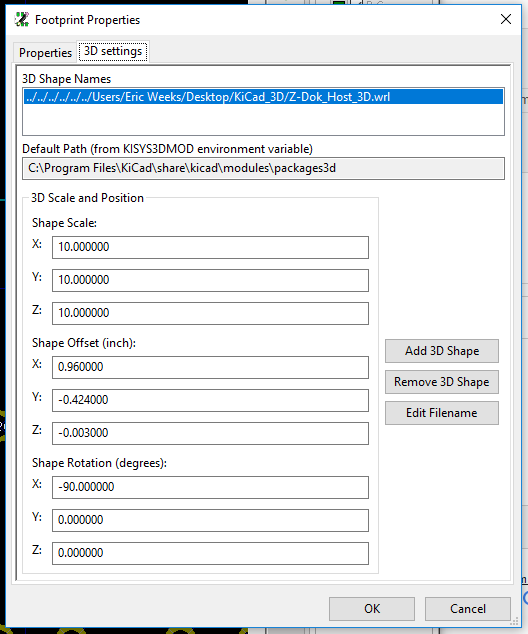 Footprint Properties
Properties
3D settings
3D Shape Names
../../../../../../Users/Eric Weeks/Desktop/KiCad_3D/Z-Dok_Host_3D.wrl
Default Path (from KISYS3DMOD environment variable)
C:\Program Files\KiCad\share\kicad\modules\packages3d
3D Scale and Position
Shape Scale:
X: 10.000000
Y: 10.000000
Z: 10.000000
Shape Offset (inch):
X: 0.960000
Y: -0.424000
Z: -0.003000
Add 3D Shape
Remove 3D Shape
Edit Filename
Shape Rotation (degrees):
X: -90.000000
Y: 0.000000
Z: 0.000000
OK
Cancel